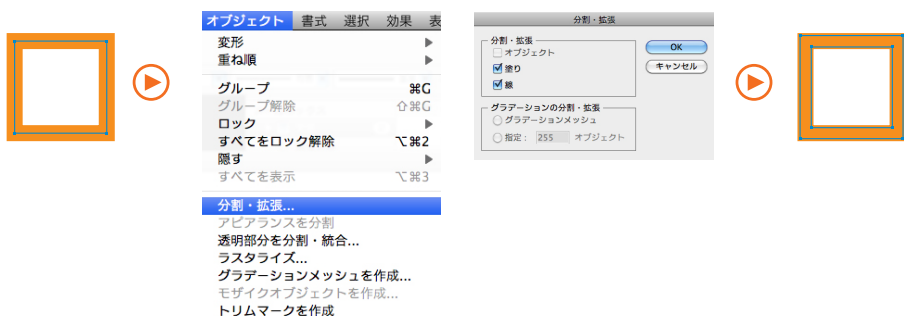 オブジェクト 書式 選択 効果 表
変形
重ね順
グループ ⌘G
グループ解除 ⇧⌘G
ロック
すべてをロック解除 ⌥⌘2
隠す
すべてを表示 ⌥⌘3
分割・拡張...
アピアランスを分割
透明部分を分割・統合...
ラスタライズ...
グラデーションメッシュを作成...
モザイクオブジェクトを作成...
トリムマークを作成
分割・拡張
分割・拡張
オブジェクト
塗り
線
OK
キャンセル
グラデーションの分割・拡張
グラデーションメッシュ
指定： 255 オブジェクト